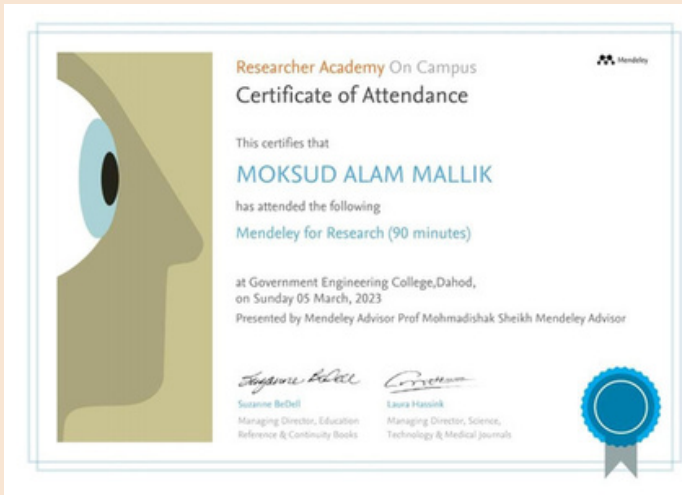 Researcher Academy On Campus
Mendeley
Certificate of Attendance
This certifies that
MOKSUD ALAM MALLIK
has attended the following
Mendeley for Research (90 minutes)
at Government Engineering College,Dahod,
on Sunday 05 March, 2023
Presented by Mendeley Advisor Prof Mohmadishak Sheikh Mendeley Advisor
Suzanne BeDell
Suzanne BeDell
Managing Director, Education
Reference & Continuity Books
Laura Hassink
Managing Director, Science,
Technology & Medical Journals